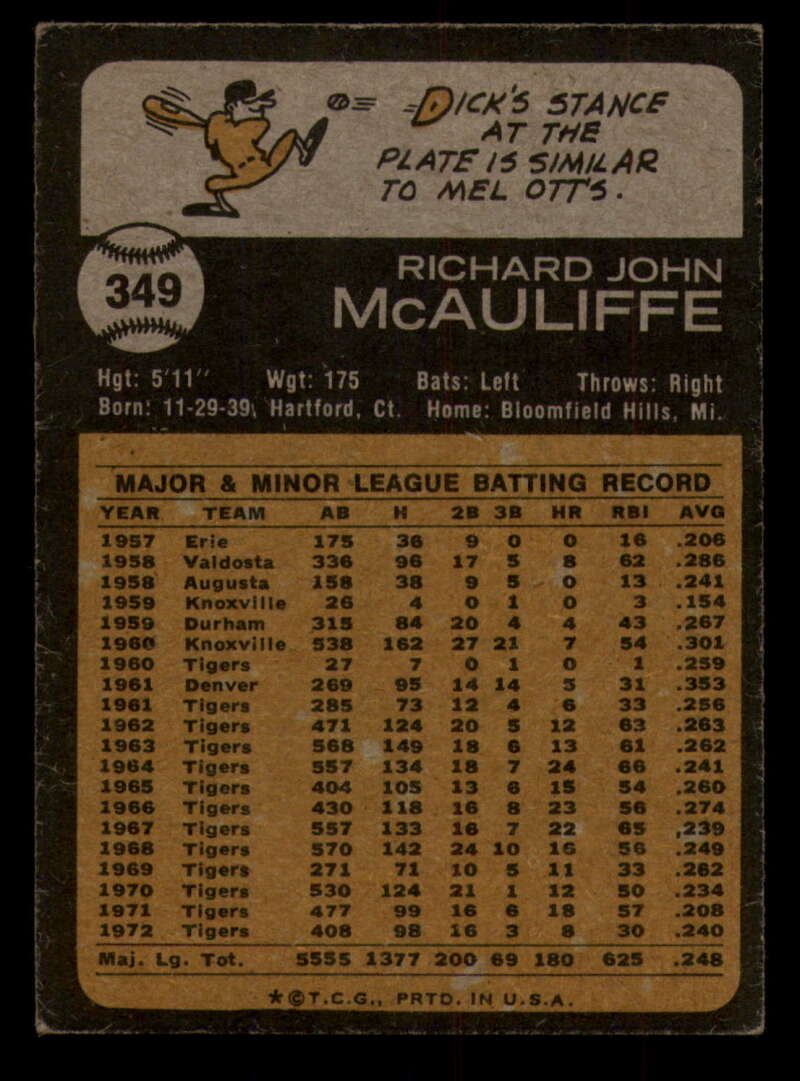 DICK'S STANCE
AT THE
PLATE IS SIMILAR
TO MEL OTT'S.
349
RICHARD JOHN
McAULIFFE
Hgt: 5'11" Wgt: 175 Bats: Left Throws: Right
Born: 11-29-39, Hartford, Ct. Home: Bloomfield Hills, Mi.
MAJOR & MINOR LEAGUE BATTING RECORD
YEAR TEAM AB H 2B 3B HR RBI AVG
1957 Erie 175 36 9 0 0 16 .206
1958 Valdosta 336 96 17 5 8 62 .286
1958 Augusta 158 38 9 5 0 13 .241
1959 Knoxville 26 4 0 1 0 3 .154
1959 Durham 315 84 20 4 4 43 .267
1960 Knoxville 538 162 27 21 7 54 .301
1960 Tigers 27 7 0 1 0 1 .259
1961 Denver 269 95 14 14 5 31 .353
1961 Tigers 285 73 12 4 6 33 .256
1962 Tigers 471 124 20 5 12 63 .263
1963 Tigers 568 149 18 6 13 61 .262
1964 Tigers 557 134 18 7 24 66 .241
1965 Tigers 404 105 13 6 15 54 .260
1966 Tigers 430 118 16 8 23 56 .274
1967 Tigers 557 133 16 7 22 65 .239
1968 Tigers 570 142 24 10 16 56 .249
1969 Tigers 271 71 10 5 11 33 .262
1970 Tigers 530 124 21 1 12 50 .234
1971 Tigers 477 99 16 6 18 57 .208
1972 Tigers 408 98 16 3 8 30 .240
Maj. Lg. Tot. 5555 1377 200 69 180 625 .248
*©T.C.G., PRTD. IN U.S.A.